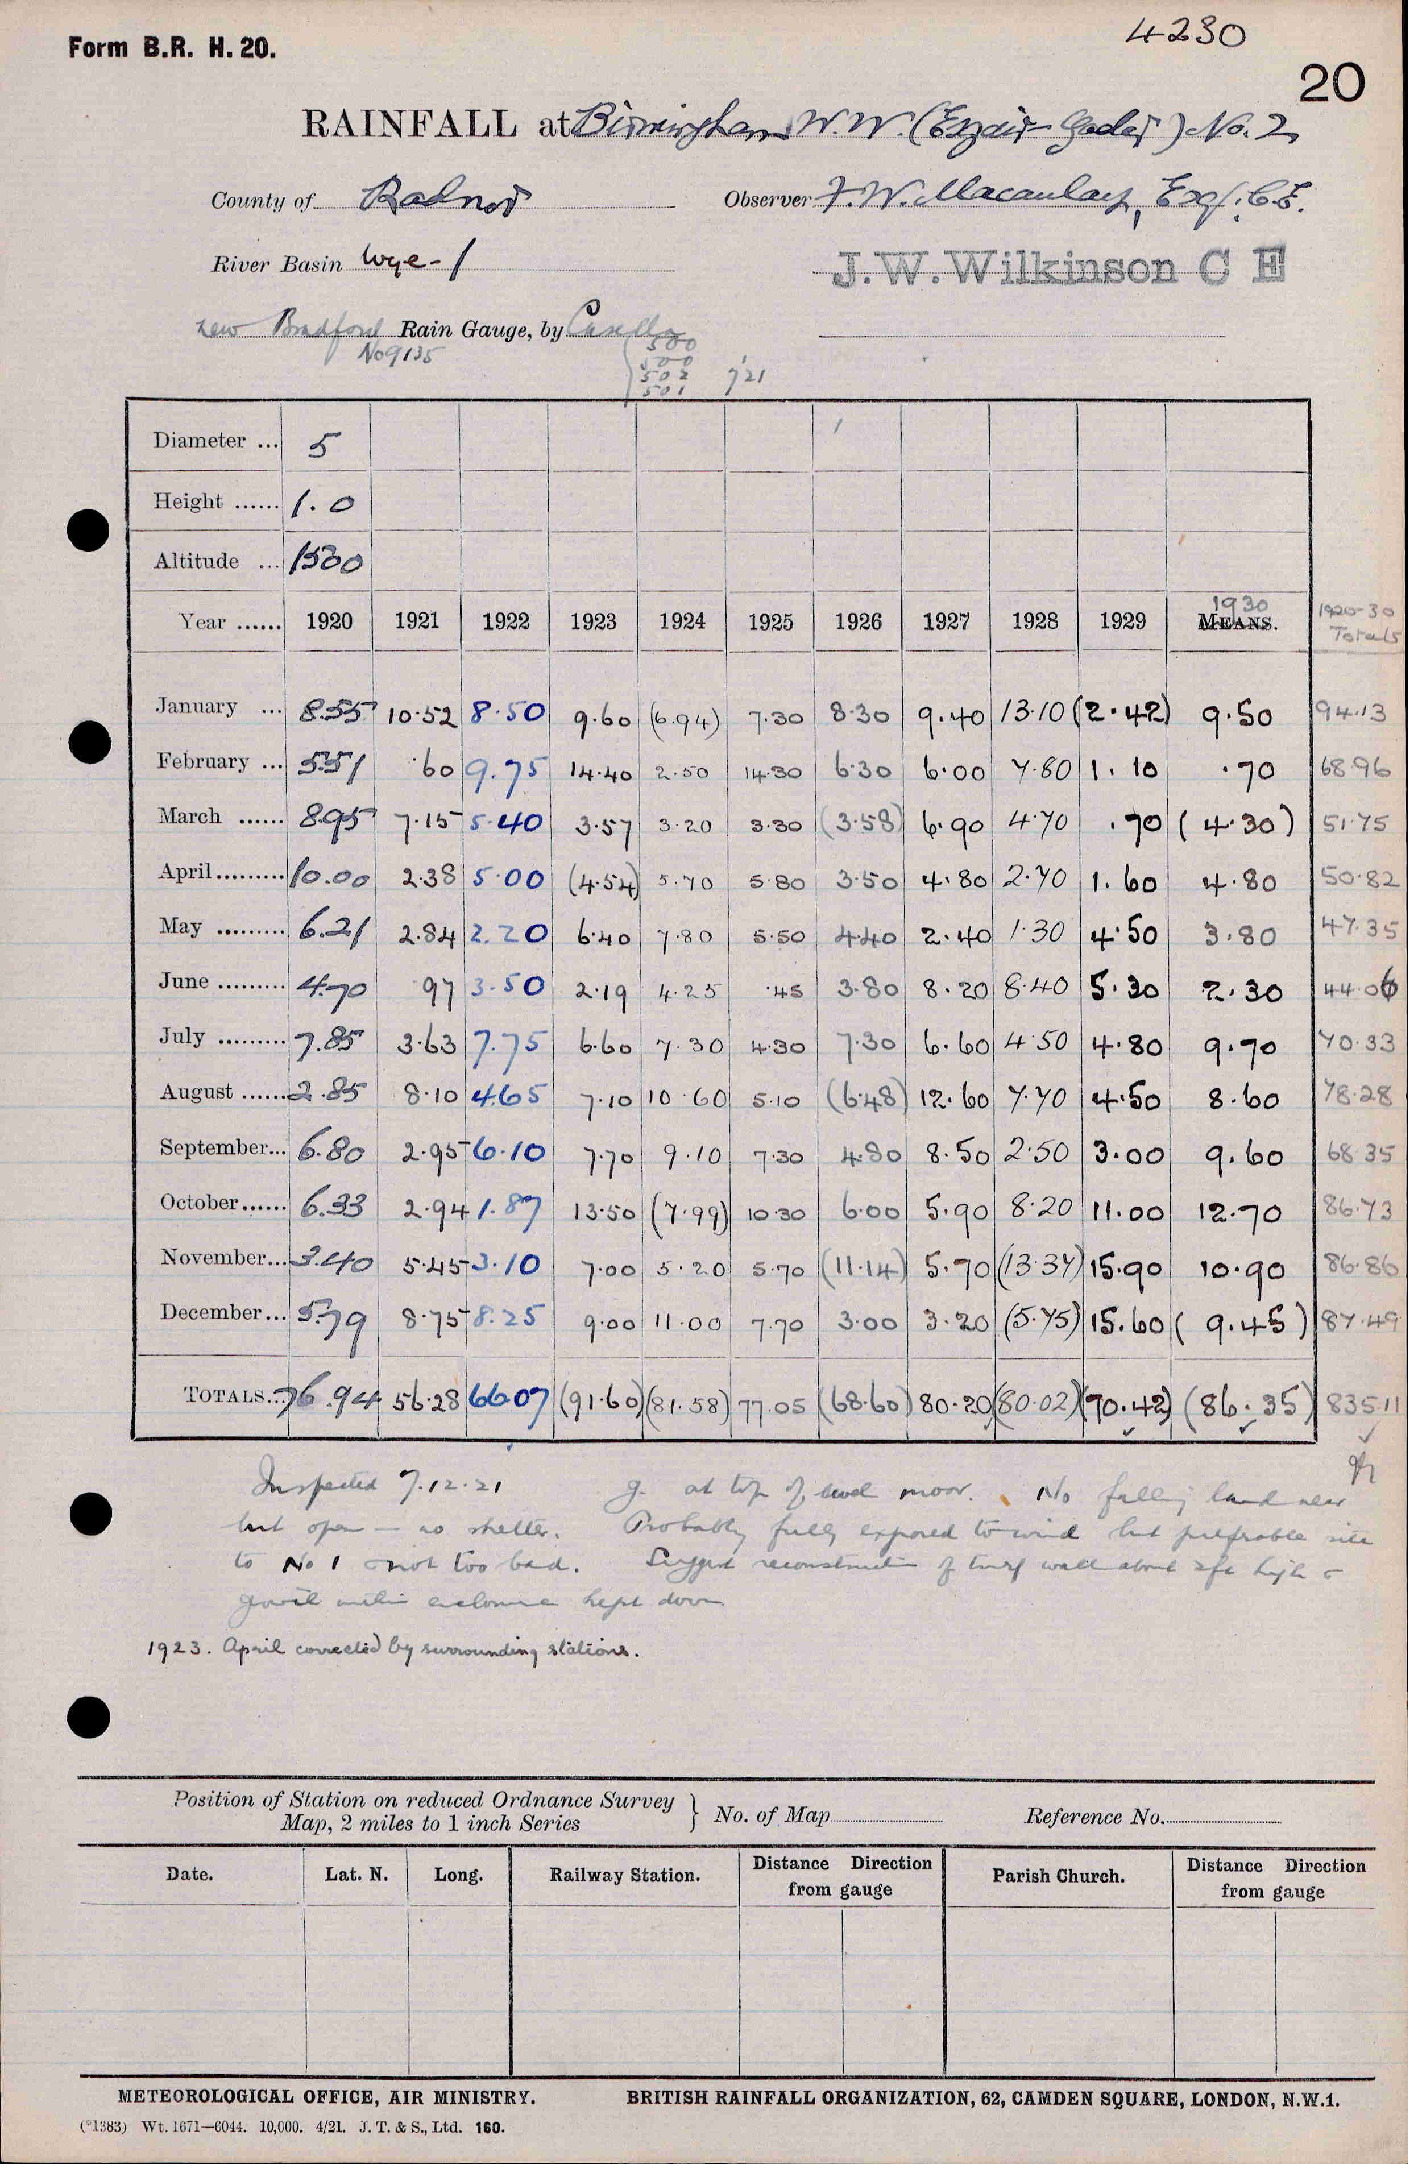 Form B.R. H. 20.
4230
20
RAINFALL at Birmingham W.W. (Esgair Gader) No. 2
County of Radnor Observer F.W. Macaulay, Esq., C.E.
River Basin Wye - 1 J.W. Wilkinson C E
New Bradford Rain Gauge, by Casella
No 9135
500
500
502 7'21
501
Diameter ... 5
Height ...... 1.0
Altitude ... 1500
Year ...... 1920 1921 1922 1923 1924 1925 1926 1927 1928 1929 MEANS. 1930 1920-30 Totals
January ... 8.55 10.52 8.50 9.60 (6.94) 7.30 8.30 9.40 13.10 (2.42) 9.50 94.13
February ... 5.51 .60 9.75 14.40 2.50 14.30 6.30 6.00 7.80 1.10 .70 68.96
March ...... 8.95 7.15 5.40 3.57 3.20 3.30 (3.58) 6.90 4.70 .70 (4.30) 51.75
April ......... 10.00 2.38 5.00 (4.54) 5.70 5.80 3.50 4.80 2.70 1.60 4.80 50.82
May ......... 6.21 2.84 2.20 6.40 7.80 5.50 4.40 2.40 1.30 4.50 3.80 47.35
June ......... 4.70 .97 3.50 2.19 4.25 .45 3.80 8.20 8.40 5.30 2.30 44.06
July ......... 7.85 3.63 7.75 6.60 7.30 4.30 7.30 6.60 4.50 4.80 9.70 70.33
August ...... 2.85 8.10 4.65 7.10 10.60 5.10 (6.48) 12.60 7.70 4.50 8.60 78.28
September... 6.80 2.95 6.10 7.70 9.10 7.30 4.80 8.50 2.50 3.00 9.60 68.35
October...... 6.33 2.94 1.87 13.50 (7.99) 10.30 6.00 5.90 8.20 11.00 12.70 86.73
November... 3.40 5.45 3.10 7.00 5.20 5.70 (11.14) 5.70 (13.37) 15.90 10.90 86.86
December... 5.79 8.75 8.25 9.00 11.00 7.70 3.00 3.20 (5.75) 15.60 (9.45) 87.49
TOTALS... 76.94 56.28 66.07 (91.60) (81.58) 77.05 (68.60) 80.20 (80.02) (70.42) (86.35) 835.11
Inspected 7.12.21 g. at top of level moor. No falling land near
but open — no shelter. Probably fully exposed to wind but preferable site
to No 1 & not too bad. Suggest reconstruction of turf wall about 2ft high &
growth within enclosure kept down
1923. April corrected by surrounding stations.
Position of Station on reduced Ordnance Survey
Map, 2 miles to 1 inch Series } No. of Map Reference No.
Date. Lat. N. Long. Railway Station. Distance Direction from gauge Parish Church. Distance Direction from gauge
METEOROLOGICAL OFFICE, AIR MINISTRY. BRITISH RAINFALL ORGANIZATION, 62, CAMDEN SQUARE, LONDON, N.W.1.
(*1383) Wt. 1671—6044. 10,000. 4/21. J. T. & S., Ltd. 160.